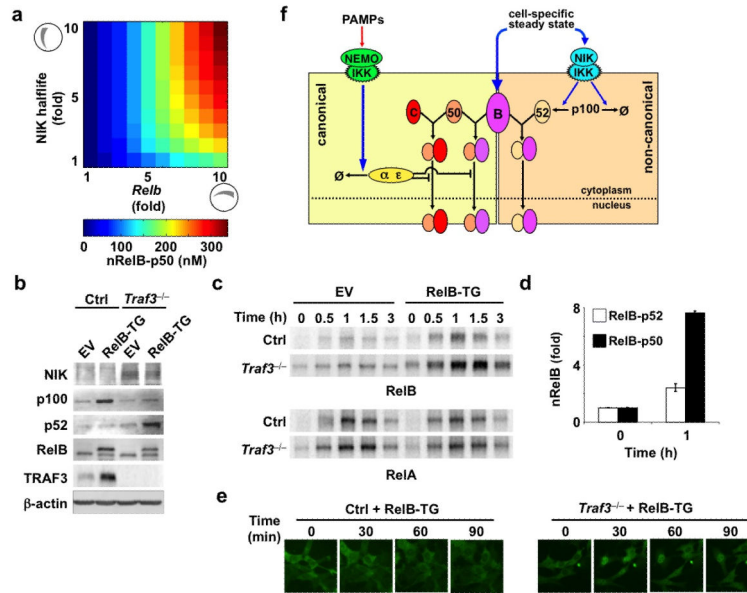 a
NIK halflife
(fold)
10
5
1
1 5 10
Relb
(fold)
0 100 200 300
nRelB-p50 (nM)
f
PAMPs
cell-specific
steady state
NEMO
IKK
NIK
IKK
canonical
non-canonical
C 50 B 52 p100 Ø
Ø α ε
cytoplasm
nucleus
b
Ctrl Traf3–/–
EV RelB-TG EV RelB-TG
NIK
p100
p52
RelB
TRAF3
β-actin
c
EV RelB-TG
Time (h) 0 0.5 1 1.5 3 0 0.5 1 1.5 3
Ctrl
Traf3–/–
RelB
Ctrl
Traf3–/–
RelA
d
nRelB (fold)
8
4
0
RelB-p52
RelB-p50
0 1
Time (h)
e
Ctrl + RelB-TG Traf3–/– + RelB-TG
Time
(min)
0 30 60 90 0 30 60 90